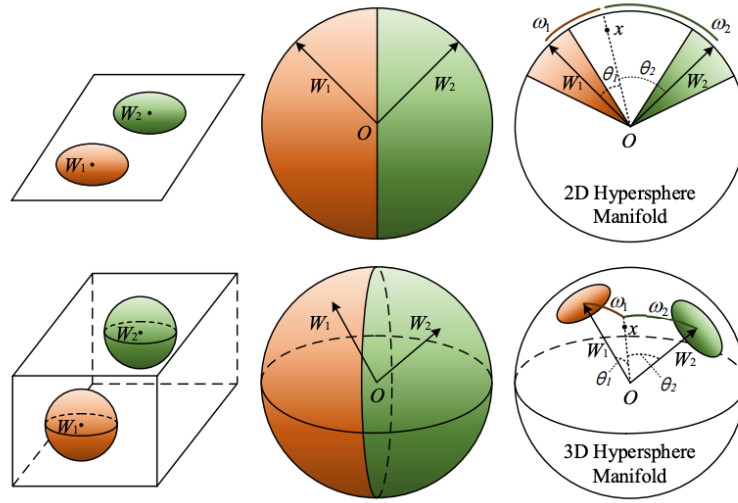 W₂
W₁
W₁
W₂
O
ω₁
ω₂
x
θ₁
θ₂
W₁
W₂
O
2D Hypersphere
Manifold
W₂
W₁
W₁
W₂
O
ω₁
ω₂
x
W₁
W₂
θ₁
θ₂
O
3D Hypersphere
Manifold